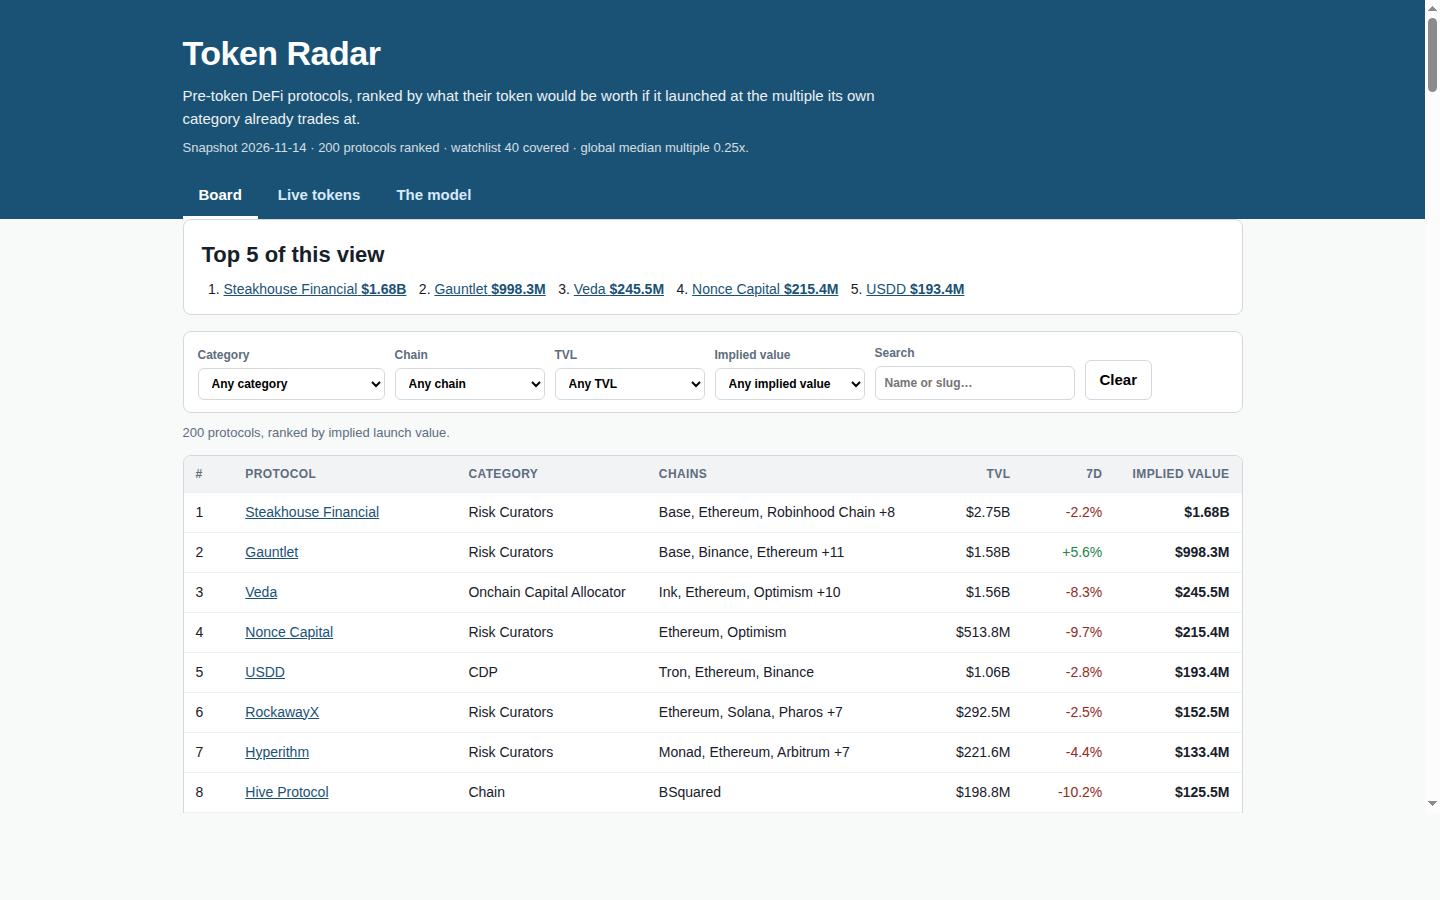 Token Radar
Pre-token DeFi protocols, ranked by what their token would be worth if it launched at the multiple its own
category already trades at.
Snapshot 2026-11-14 · 200 protocols ranked · watchlist 40 covered · global median multiple 0.25x.
Board Live tokens The model
Top 5 of this view
1. Steakhouse Financial $1.68B 2. Gauntlet $998.3M 3. Veda $245.5M 4. Nonce Capital $215.4M 5. USDD $193.4M
Category Chain TVL Implied value Search
Any category Any chain Any TVL Any implied value Name or slug… Clear
200 protocols, ranked by implied launch value.
# PROTOCOL CATEGORY CHAINS TVL 7D IMPLIED VALUE
1 Steakhouse Financial Risk Curators Base, Ethereum, Robinhood Chain +8 $2.75B -2.2% $1.68B
2 Gauntlet Risk Curators Base, Binance, Ethereum +11 $1.58B +5.6% $998.3M
3 Veda Onchain Capital Allocator Ink, Ethereum, Optimism +10 $1.56B -8.3% $245.5M
4 Nonce Capital Risk Curators Ethereum, Optimism $513.8M -9.7% $215.4M
5 USDD CDP Tron, Ethereum, Binance $1.06B -2.8% $193.4M
6 RockawayX Risk Curators Ethereum, Solana, Pharos +7 $292.5M -2.5% $152.5M
7 Hyperithm Risk Curators Monad, Ethereum, Arbitrum +7 $221.6M -4.4% $133.4M
8 Hive Protocol Chain BSquared $198.8M -10.2% $125.5M